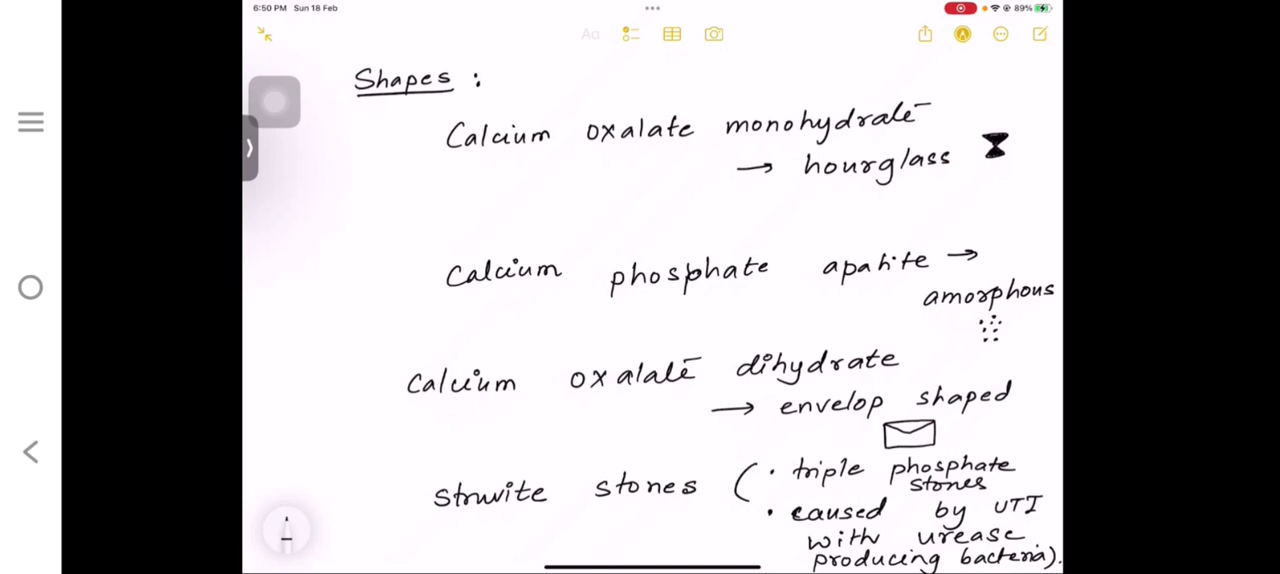 6:50 PM Sun 18 Feb
89%
Aa
Shapes :
Calcium oxalate monohydrate
→ hourglass
Calcium phosphate apatite →
amorphous
Calcium oxalate dihydrate
→ envelop shaped
Struvite stones ( • triple phosphate
stones
• caused by UTI
with urease
producing bacteria).